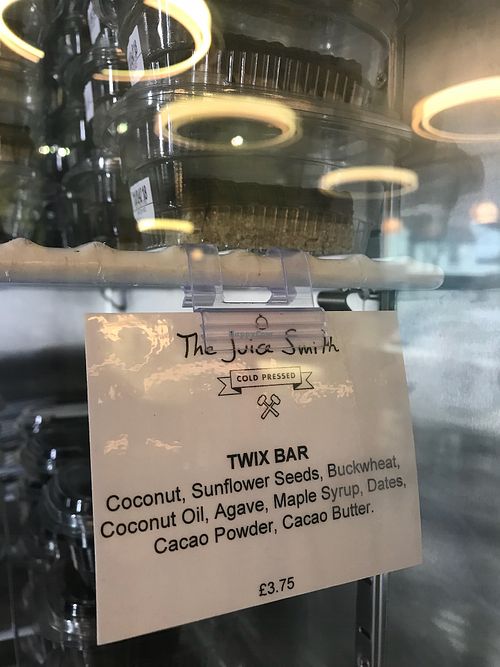 The Juice Smith
COLD PRESSED
TWIX BAR
Coconut, Sunflower Seeds, Buckwheat,
Coconut Oil, Agave, Maple Syrup, Dates,
Cacao Powder, Cacao Butter.
£3.75